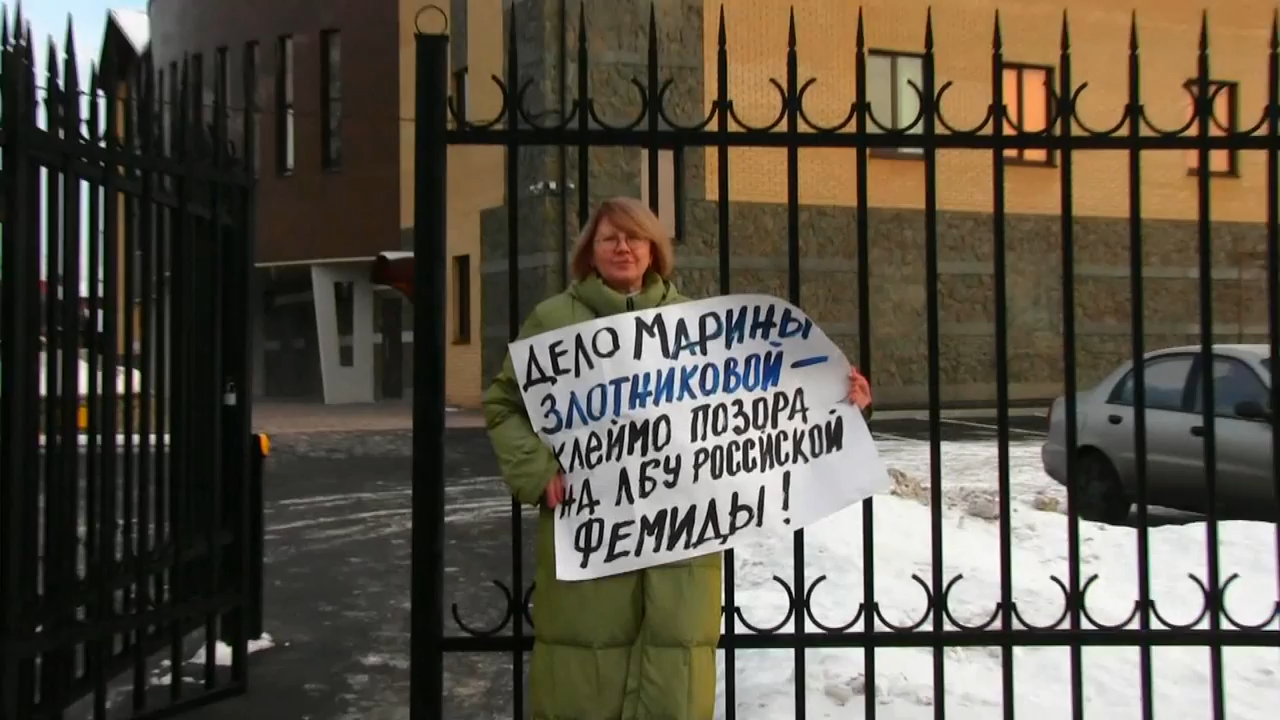 ДЕЛО МАРИНЫ
ЗЛОТНИКОВОЙ —
КЛЕЙМО ПОЗОРА
НА ЛБУ РОССИЙСКОЙ
ФЕМИДЫ!